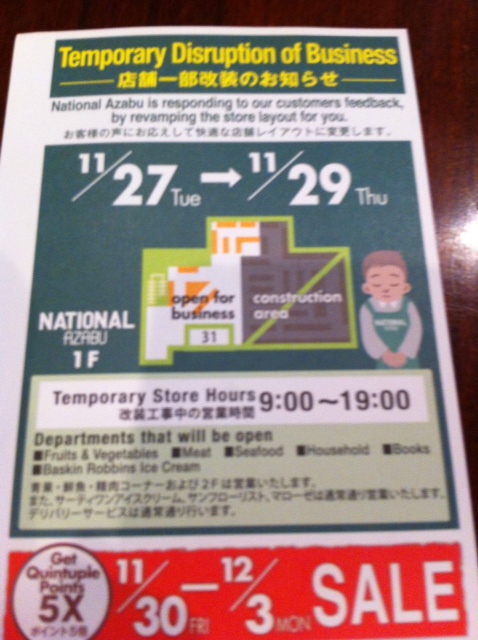 Temporary Disruption of Business
店舗一部改装のお知らせ
National Azabu is responding to our customers feedback,
by revamping the store layout for you.
お客様の声にお応えして快適な店舗レイアウトに変更します。
11/27 Tue → 11/29 Thu
open for business
construction area
31
NATIONAL
AZABU
1F
NATIONAL
Temporary Store Hours 9:00~19:00
改装工事中の営業時間
Departments that will be open
■Fruits & Vegetables ■Meat ■Seafood ■Household ■Books
■Baskin Robbins Ice Cream
青果・鮮魚・精肉コーナーおよび2Fは営業いたします。
また、サーティワンアイスクリーム、サンフローリスト、マローゼは通常通り営業いたします。
デリバリーサービスは通常通り行います。
Get
Quintuple
Points
5X
ポイント5倍
11/30 FRI — 12/3 MON SALE